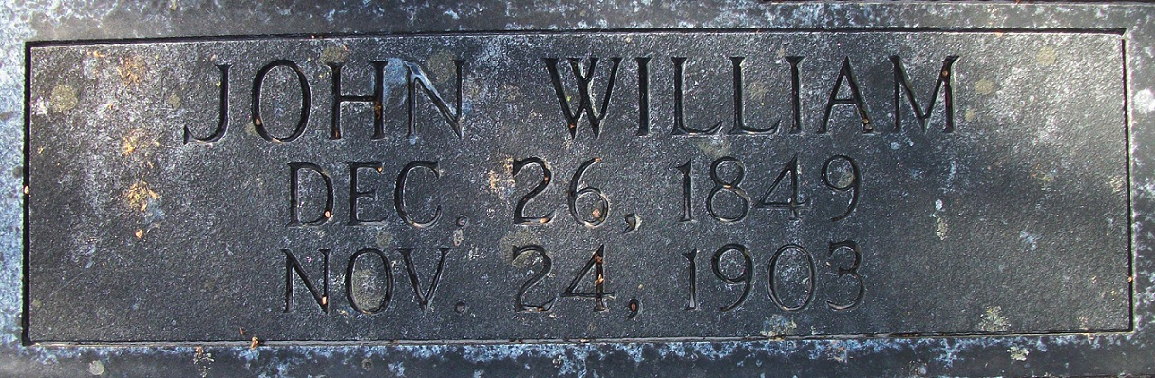 JOHN WILLIAM
DEC. 26, 1849
NOV. 24, 1903